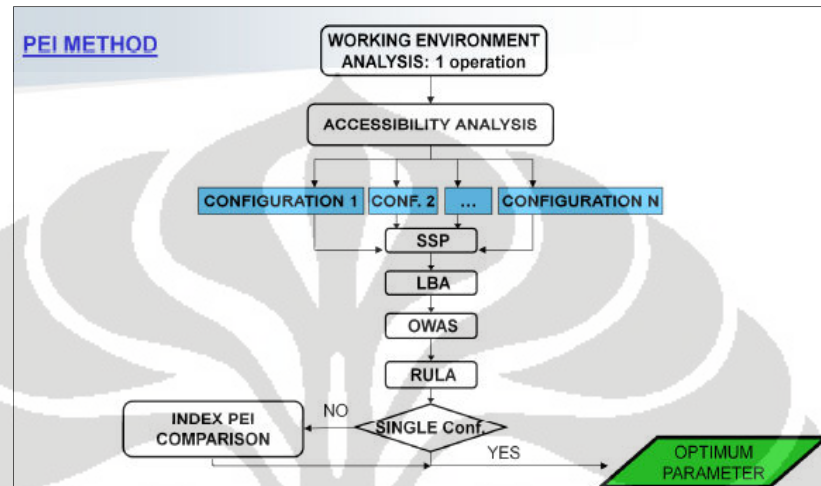 PEI METHOD
WORKING ENVIRONMENT
ANALYSIS: 1 operation
ACCESSIBILITY ANALYSIS
CONFIGURATION 1
CONF. 2
...
CONFIGURATION N
SSP
LBA
OWAS
RULA
SINGLE Conf.
NO
INDEX PEI
COMPARISON
YES
OPTIMUM
PARAMETER